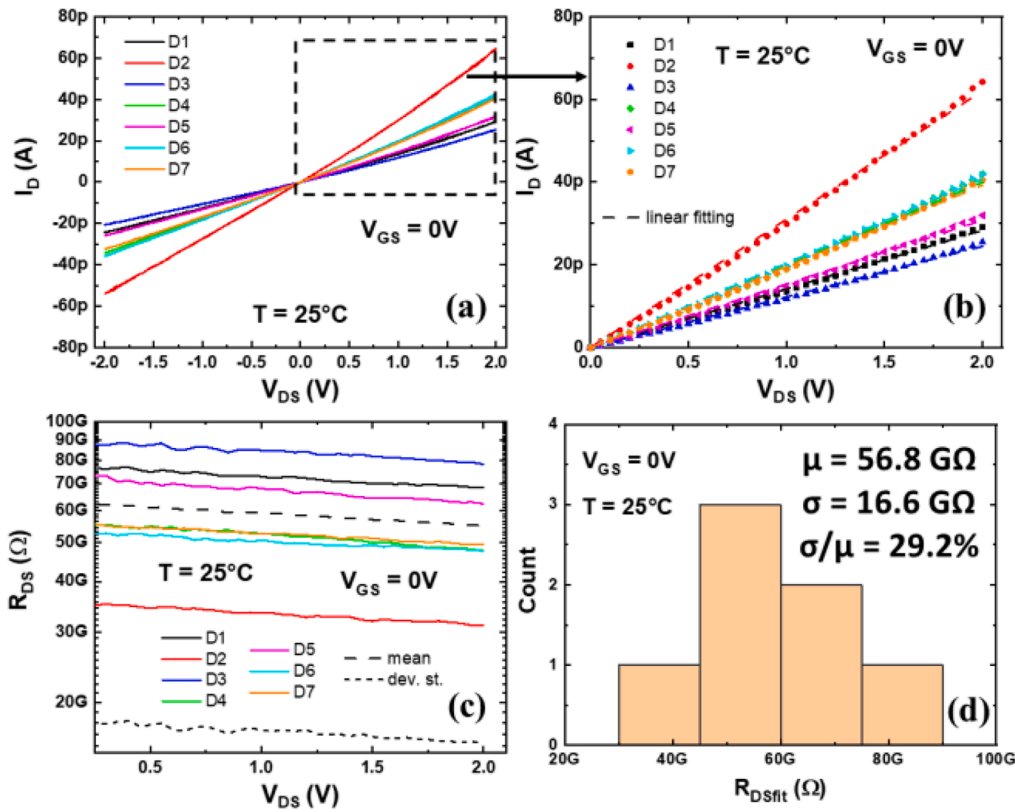 80p
60p
40p
20p
0
-20p
-40p
-60p
-80p
I_D (A)
D1
D2
D3
D4
D5
D6
D7
V_GS = 0V
T = 25°C
(a)
-2.0 -1.5 -1.0 -0.5 0.0 0.5 1.0 1.5 2.0
V_DS (V)
80p
60p
40p
20p
0
I_D (A)
D1
D2
D3
D4
D5
D6
D7
linear fitting
T = 25°C
V_GS = 0V
(b)
0.0 0.5 1.0 1.5 2.0
V_DS (V)
100G
90G
80G
70G
60G
50G
40G
30G
20G
R_DS (Ω)
T = 25°C
V_GS = 0V
D1
D2
D3
D4
D5
D6
D7
mean
dev. st.
(c)
0.5 1.0 1.5 2.0
V_DS (V)
4
3
2
1
0
Count
V_GS = 0V
T = 25°C
μ = 56.8 GΩ
σ = 16.6 GΩ
σ/μ = 29.2%
(d)
20G 40G 60G 80G 100G
R_DSfit (Ω)